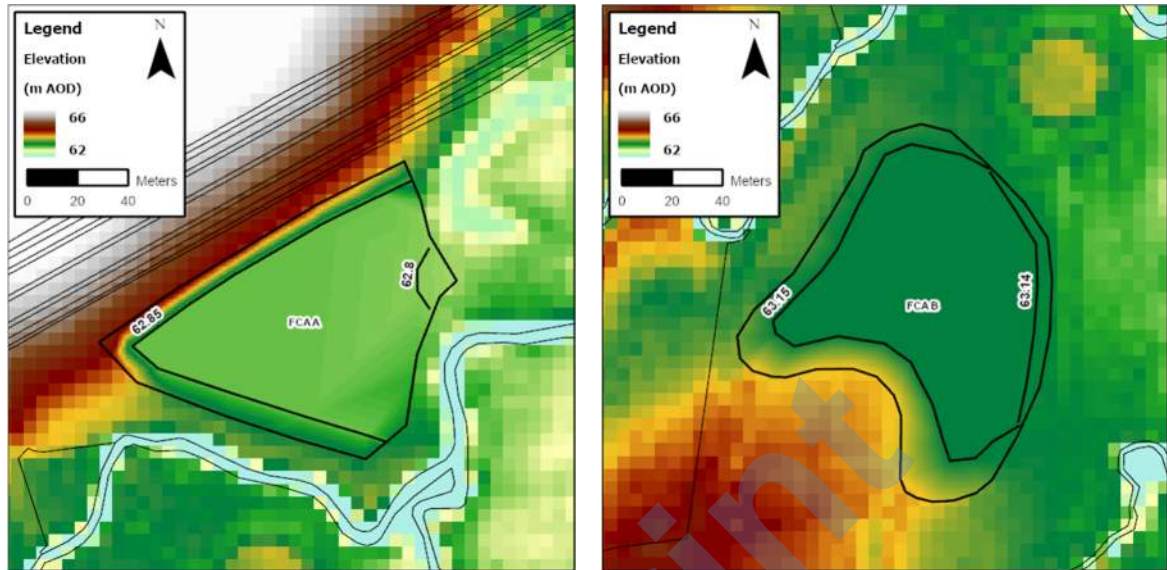 Legend
N
Elevation
(m AOD)
66
62
Meters
0 20 40
62.85
FCAA
62.8
Legend
N
Elevation
(m AOD)
66
62
Meters
0 20 40
63.15
FCAB
63.14
int